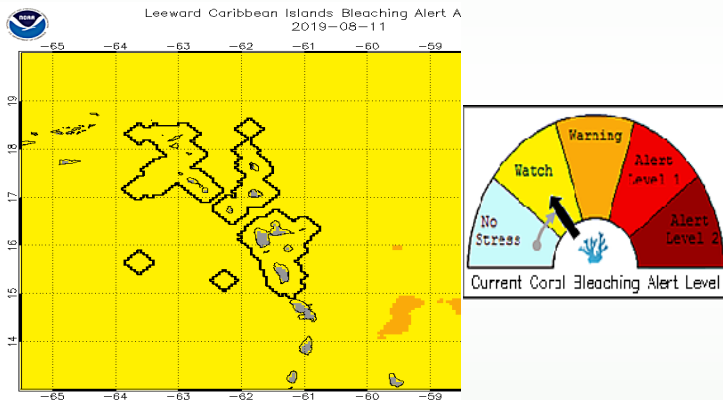 NOAA
Leeward Caribbean Islands Bleaching Alert A
2019-08-11
-65 -64 -63 -62 -61 -60 -59
19
18
17
16
15
14
-65 -64 -63 -62 -61 -60 -59
No
Stress
Watch
Warning
Alert
Level 1
Alert
Level 2
Current Coral Bleaching Alert Level